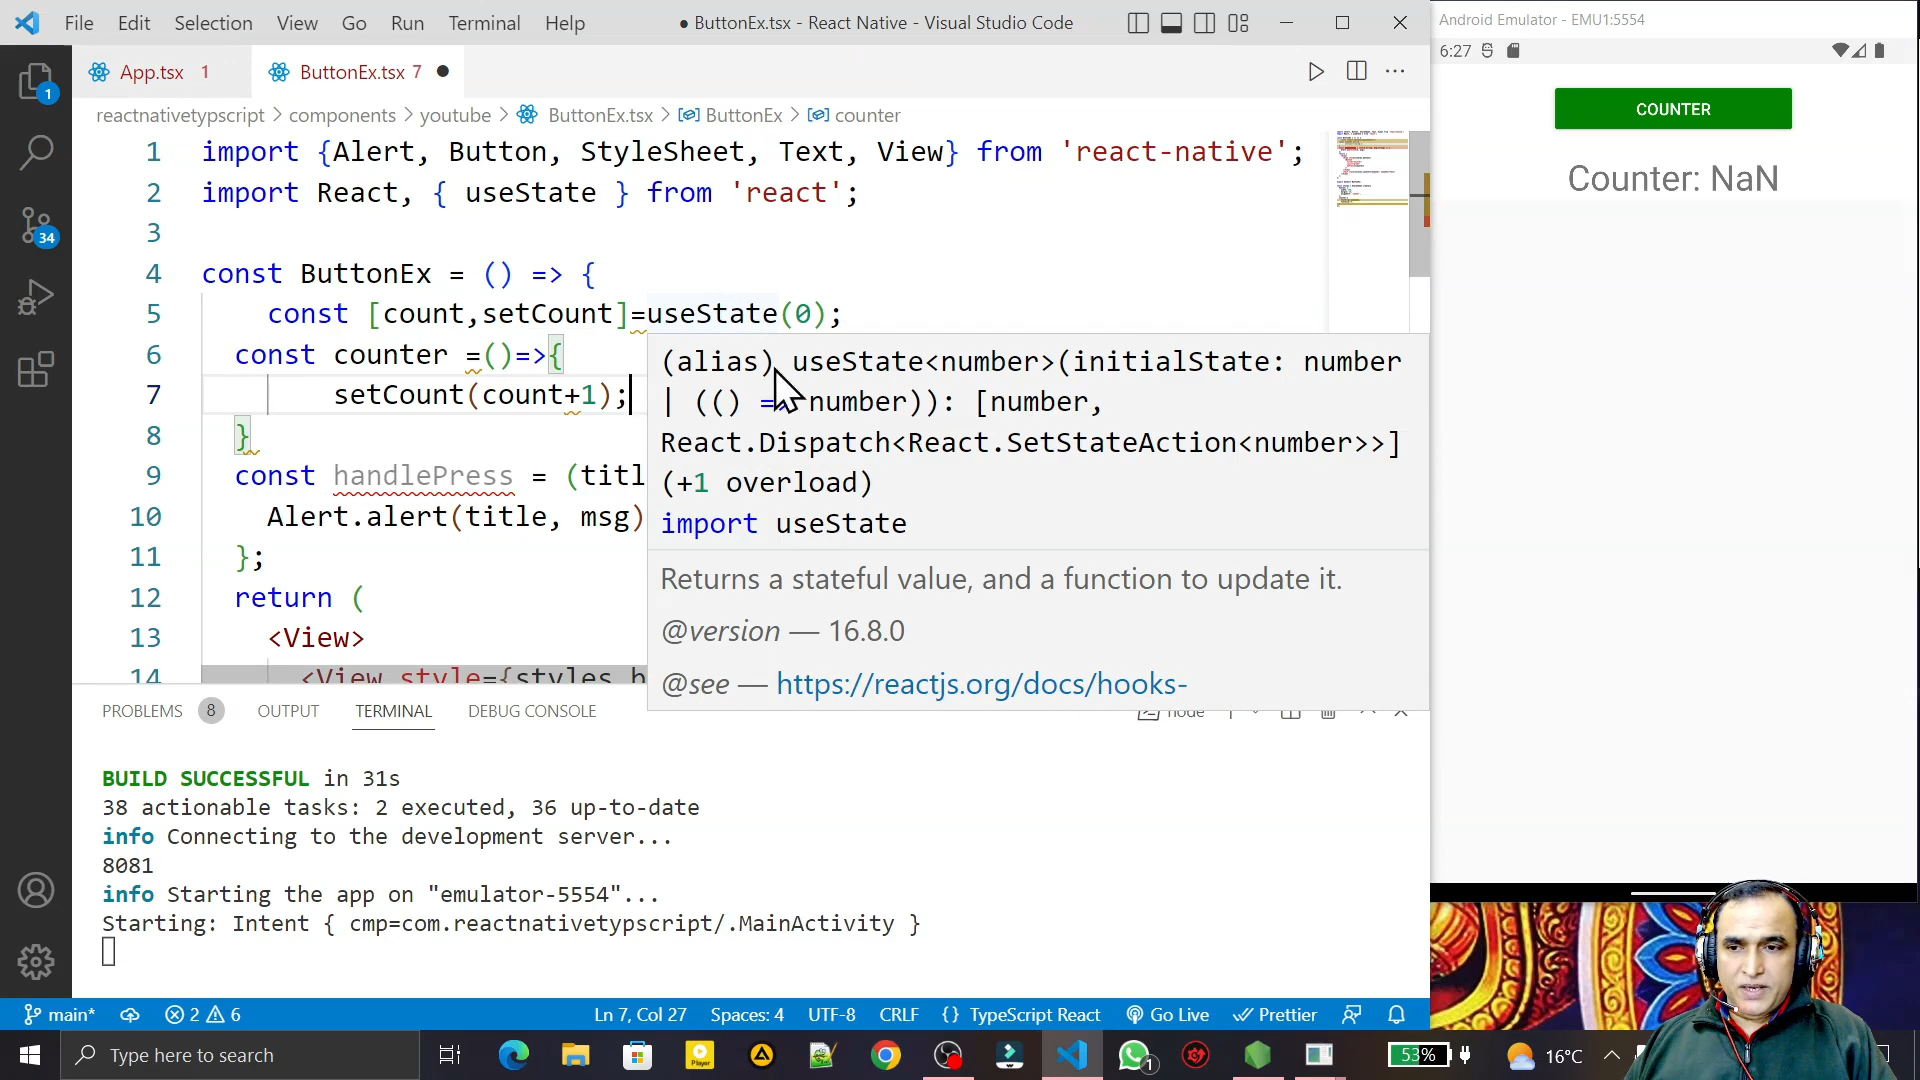 File Edit Selection View Go Run Terminal Help
● ButtonEx.tsx - React Native - Visual Studio Code
Android Emulator - EMU1:5554
6:27
App.tsx 1
ButtonEx.tsx 7 ●
reactnativetypscript > components > youtube > ButtonEx.tsx > ButtonEx > counter
1 import {Alert, Button, StyleSheet, Text, View} from 'react-native';
2 import React, { useState } from 'react';
3
4 const ButtonEx = () => {
5 const [count,setCount]=useState(0);
6 const counter =()=>{
7 setCount(count+1);
8 }
9 const handlePress = (titl
10 Alert.alert(title, msg)
11 };
12 return (
13 <View>
14 <View style={styles b
(alias) useState<number>(initialState: number
| (() => number)): [number,
React.Dispatch<React.SetStateAction<number>>]
(+1 overload)
import useState
Returns a stateful value, and a function to update it.
@version — 16.8.0
@see — https://reactjs.org/docs/hooks-
PROBLEMS 8 OUTPUT TERMINAL DEBUG CONSOLE
node
BUILD SUCCESSFUL in 31s
38 actionable tasks: 2 executed, 36 up-to-date
info Connecting to the development server...
8081
info Starting the app on "emulator-5554"...
Starting: Intent { cmp=com.reactnativetypscript/.MainActivity }
COUNTER
Counter: NaN
1
34
main* 2 6 Ln 7, Col 27 Spaces: 4 UTF-8 CRLF {} TypeScript React Go Live Prettier
Type here to search
Player
1
53%
16°C